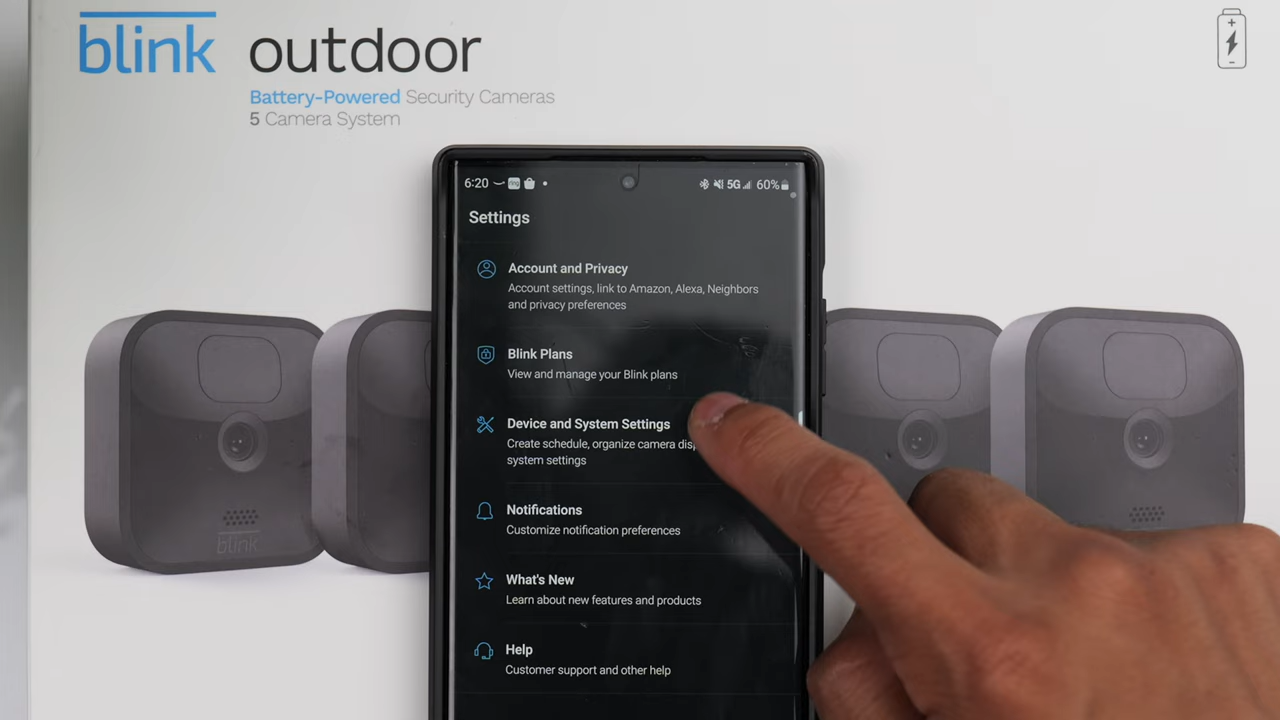 blink outdoor
Battery-Powered Security Cameras
5 Camera System
6:20
ring
5G
60%
Settings
Account and Privacy
Account settings, link to Amazon, Alexa, Neighbors
and privacy preferences
Blink Plans
View and manage your Blink plans
Device and System Settings
Create schedule, organize camera
system settings
Notifications
Customize notification preferences
What's New
Learn about new features and products
Help
Customer support and other help
blink